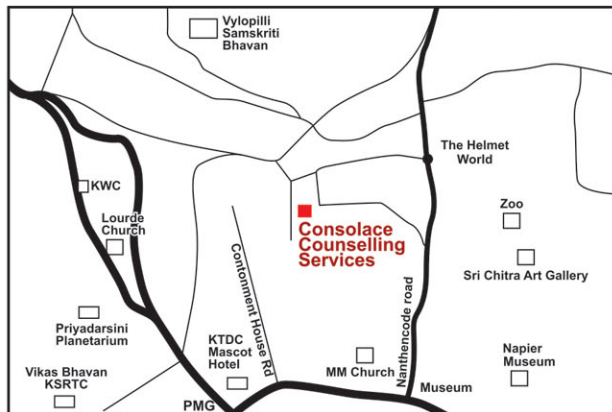 Vylopilli
Samskriti
Bhavan
The Helmet
World
KWC
Zoo
Lourde
Church
Consolace
Counselling
Services
Sri Chitra Art Gallery
Contonment House Rd
Nanthencode road
Priyadarsini
Planetarium
KTDC
Mascot
Hotel
MM Church
Napier
Museum
Vikas Bhavan
KSRTC
Museum
PMG